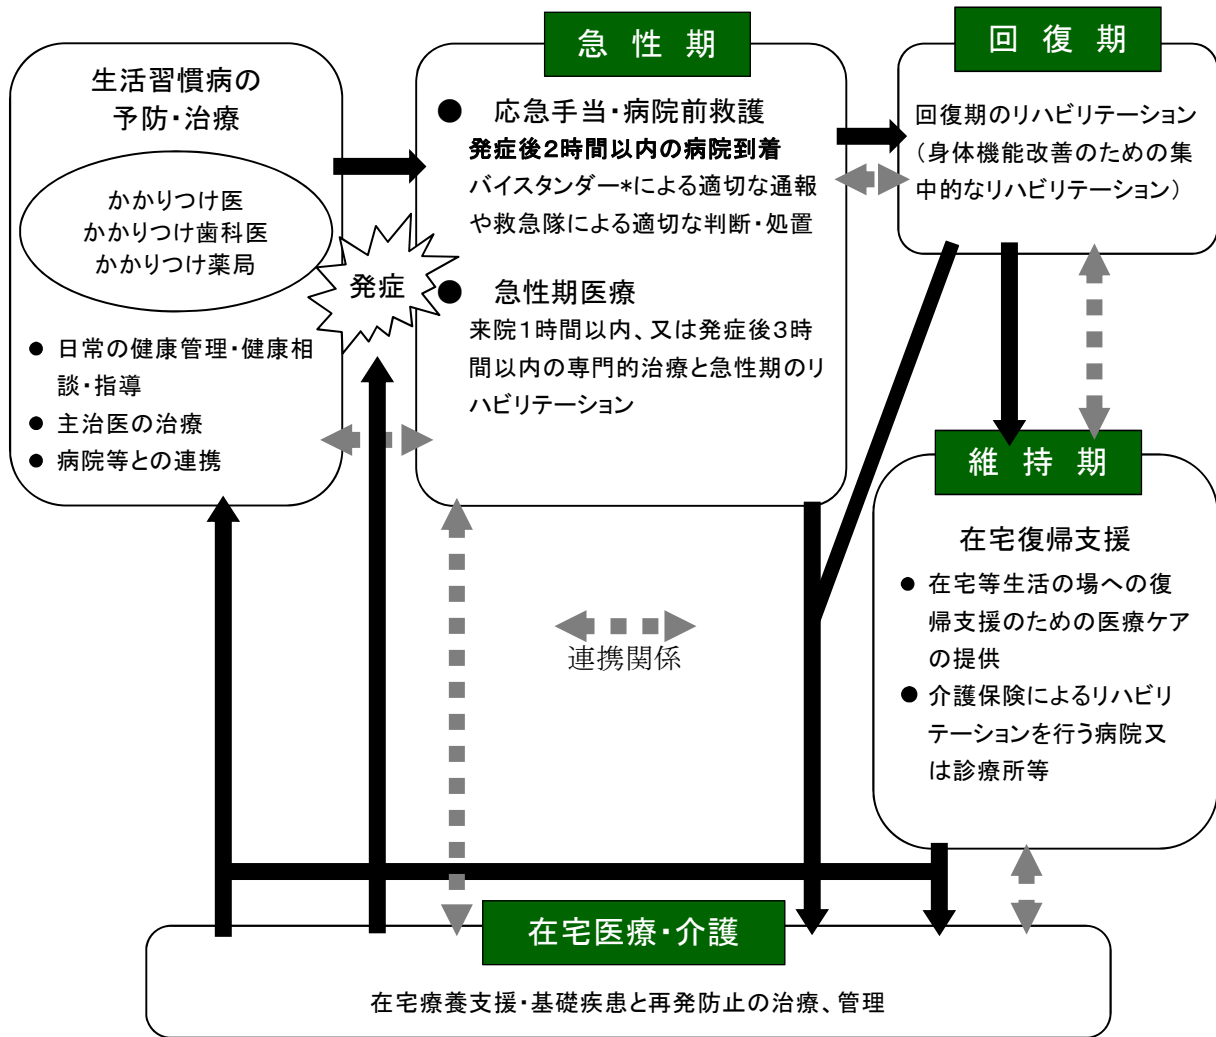 生活習慣病の
予防・治療
かかりつけ医
かかりつけ歯科医
かかりつけ薬局
● 日常の健康管理・健康相
談・指導
● 主治医の治療
● 病院等との連携
発症
急 性 期
● 応急手当・病院前救護
発症後2時間以内の病院到着
バイスタンダー*による適切な通報
や救急隊による適切な判断・処置
● 急性期医療
来院1時間以内、又は発症後3時
間以内の専門的治療と急性期のリ
ハビリテーション
回 復 期
回復期のリハビリテーション
(身体機能改善のための集
中的なリハビリテーション)
連携関係
維 持 期
在宅復帰支援
● 在宅等生活の場への復
帰支援のための医療ケア
の提供
● 介護保険によるリハビリ
テーションを行う病院又
は診療所等
在宅医療・介護
在宅療養支援・基礎疾患と再発防止の治療、管理